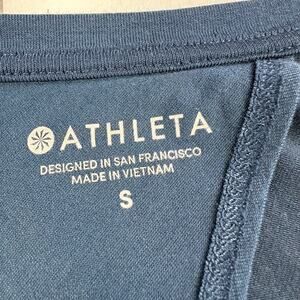 ATHLETA
DESIGNED IN SAN FRANCISCO
MADE IN VIETNAM
S